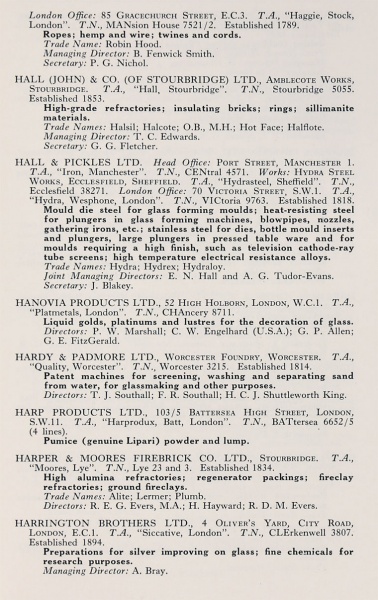 London Office: 85 GRACECHURCH STREET, E.C.3. T.A., "Haggie, Stock,
London". T.N., MANsion House 7521/2. Established 1789.
Ropes; hemp and wire; twines and cords.
Trade Name: Robin Hood.
Managing Director: B. Fenwick Smith.
Secretary: P. G. Nichol.
HALL (JOHN) & CO. (OF STOURBRIDGE) LTD., AMBLECOTE WORKS,
STOURBRIDGE. T.A., "Hall, Stourbridge". T.N., Stourbridge 5055.
Established 1853.
High-grade refractories; insulating bricks; rings; sillimanite
materials.
Trade Names: Halsil; Halcote; O.B., M.H.; Hot Face; Halflote.
Managing Director: T. C. Edwards.
Secretary: G. G. Fletcher.
HALL & PICKLES LTD. Head Office: PORT STREET, MANCHESTER 1.
T.A., "Iron, Manchester". T.N., CENtral 4571. Works: HYDRA STEEL
WORKS, ECCLESFIELD, SHEFFIELD. T.A., "Hydrasteel, Sheffield". T.N.,
Ecclesfield 38271. London Office: 70 VICTORIA STREET, S.W.1. T.A.,
"Hydra, Wesphone, London". T.N., VICtoria 9763. Established 1818.
Mould die steel for glass forming moulds; heat-resisting steel
for plungers in glass forming machines, blowpipes, nozzles,
gathering irons, etc.; stainless steel for dies, bottle mould inserts
and plungers, large plungers in pressed table ware and for
moulds requiring a high finish, such as television cathode-ray
tube screens; high temperature electrical resistance alloys.
Trade Names: Hydra; Hydrex; Hydraloy.
Joint Managing Directors: E. N. Hall and A. G. Tudor-Evans.
Secretary: J. Blakey.
HANOVIA PRODUCTS LTD., 52 HIGH HOLBORN, LONDON, W.C.1. T.A.,
"Platmetals, London". T.N., CHAncery 8711.
Liquid golds, platinums and lustres for the decoration of glass.
Directors: P. W. Marshall; C. W. Engelhard (U.S.A.); G. P. Allen;
G. E. FitzGerald.
HARDY & PADMORE LTD., WORCESTER FOUNDRY, WORCESTER. T.A.,
"Quality, Worcester". T.N., Worcester 3215. Established 1814.
Patent machines for screening, washing and separating sand
from water, for glassmaking and other purposes.
Directors: T. J. Southall; F. R. Southall; H. C. J. Shuttleworth King.
HARP PRODUCTS LTD., 103/5 BATTERSEA HIGH STREET, LONDON,
S.W.11. T.A., "Harprodux, Batt, London". T.N., BATtersea 6652/5
(4 lines).
Pumice (genuine Lipari) powder and lump.
HARPER & MOORES FIREBRICK CO. LTD., STOURBRIDGE. T.A.,
"Moores, Lye". T.N., Lye 23 and 3. Established 1834.
High alumina refractories; regenerator packings; fireclay
refractories; ground fireclays.
Trade Names: Alite; Lermer; Plumb.
Directors: R. E. G. Evers, M.A.; H. Hayward; R. D. M. Evers.
HARRINGTON BROTHERS LTD., 4 OLIVER'S YARD, CITY ROAD,
LONDON, E.C.1. T.A., "Siccative, London". T.N., CLErkenwell 3807.
Established 1894.
Preparations for silver improving on glass; fine chemicals for
research purposes.
Managing Director: A. Bray.